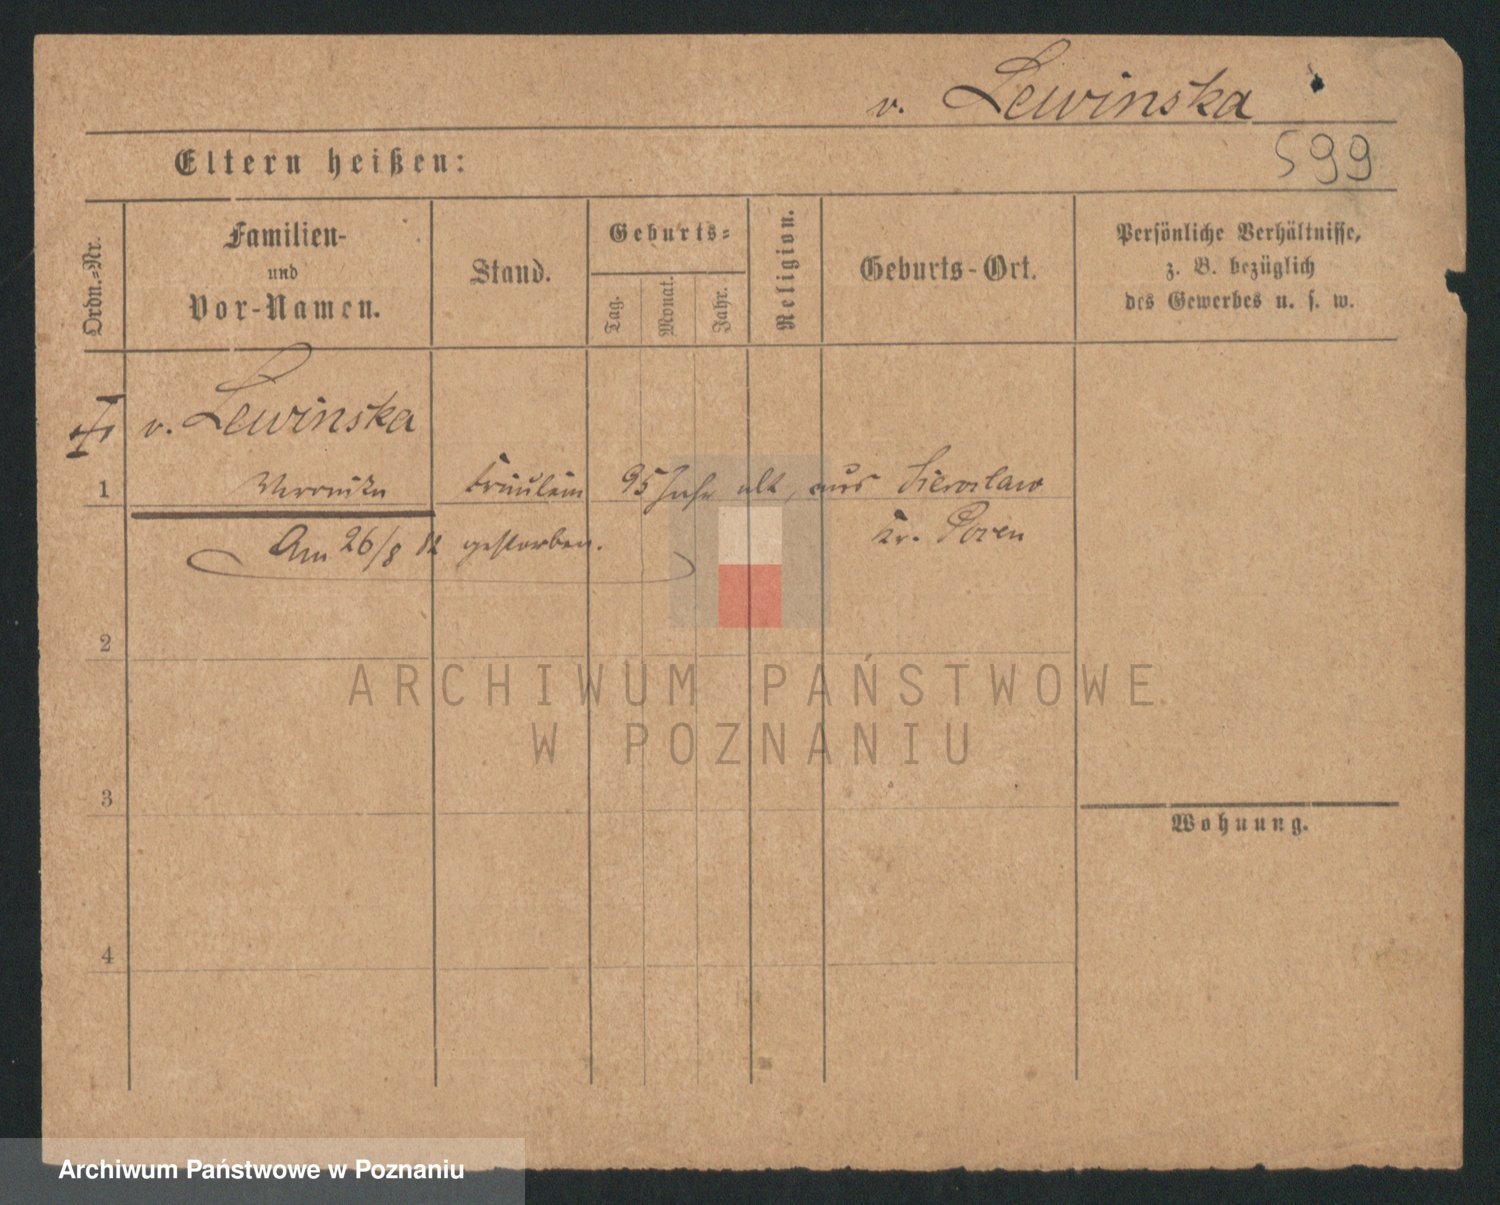 v. Lewinska
Eltern heißen:
599
Ordn.-Nr.
Familien-
und
Vor-Namen.
Stand.
Geburts-
Tag.
Monat.
Jahr.
Religion.
Geburts-Ort.
Persönliche Verhältnisse,
z. B. bezüglich
des Gewerbes u. s. w.
v. Lewinska
1 Veronika Fräulein 95 Jahr alt, aus Sieroslaw
Kr. Posen
Am 26/8 12 gestorben.
2
ARCHIWUM PAŃSTWOWE
W POZNANIU
3
Wohnung.
4
Archiwum Państwowe w Poznaniu